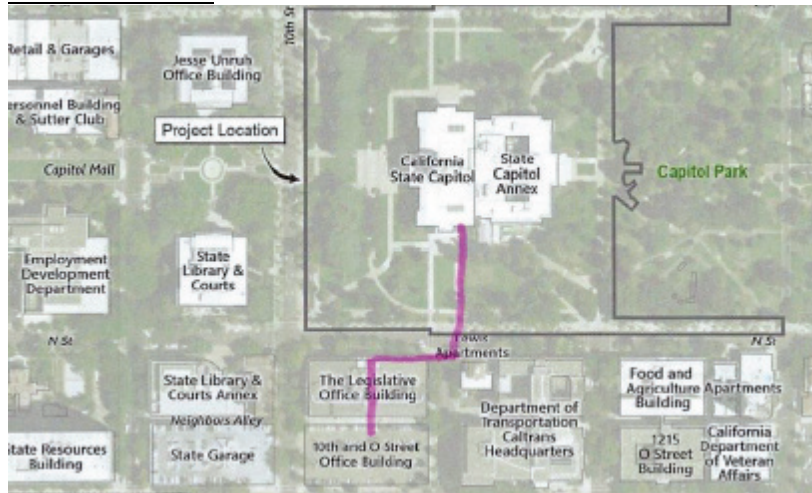 10th St
Retail & Garages
Jesse Unruh
Office Building
Personnel Building
& Sutter Club
Project Location
Capitol Mall
California
State Capitol
State
Capitol
Annex
Capitol Park
Employment
Development
Department
State
Library &
Courts
N St
Apartments
N St
State Library &
Courts Annex
The Legislative
Office Building
Food and
Agriculture
Building
Apartments
Neighbors Alley
Department of
Transportation
Caltrans
Headquarters
State Resources
Building
State Garage
10th and O Street
Office Building
1215
O Street
Building
California
Department
of Veteran
Affairs